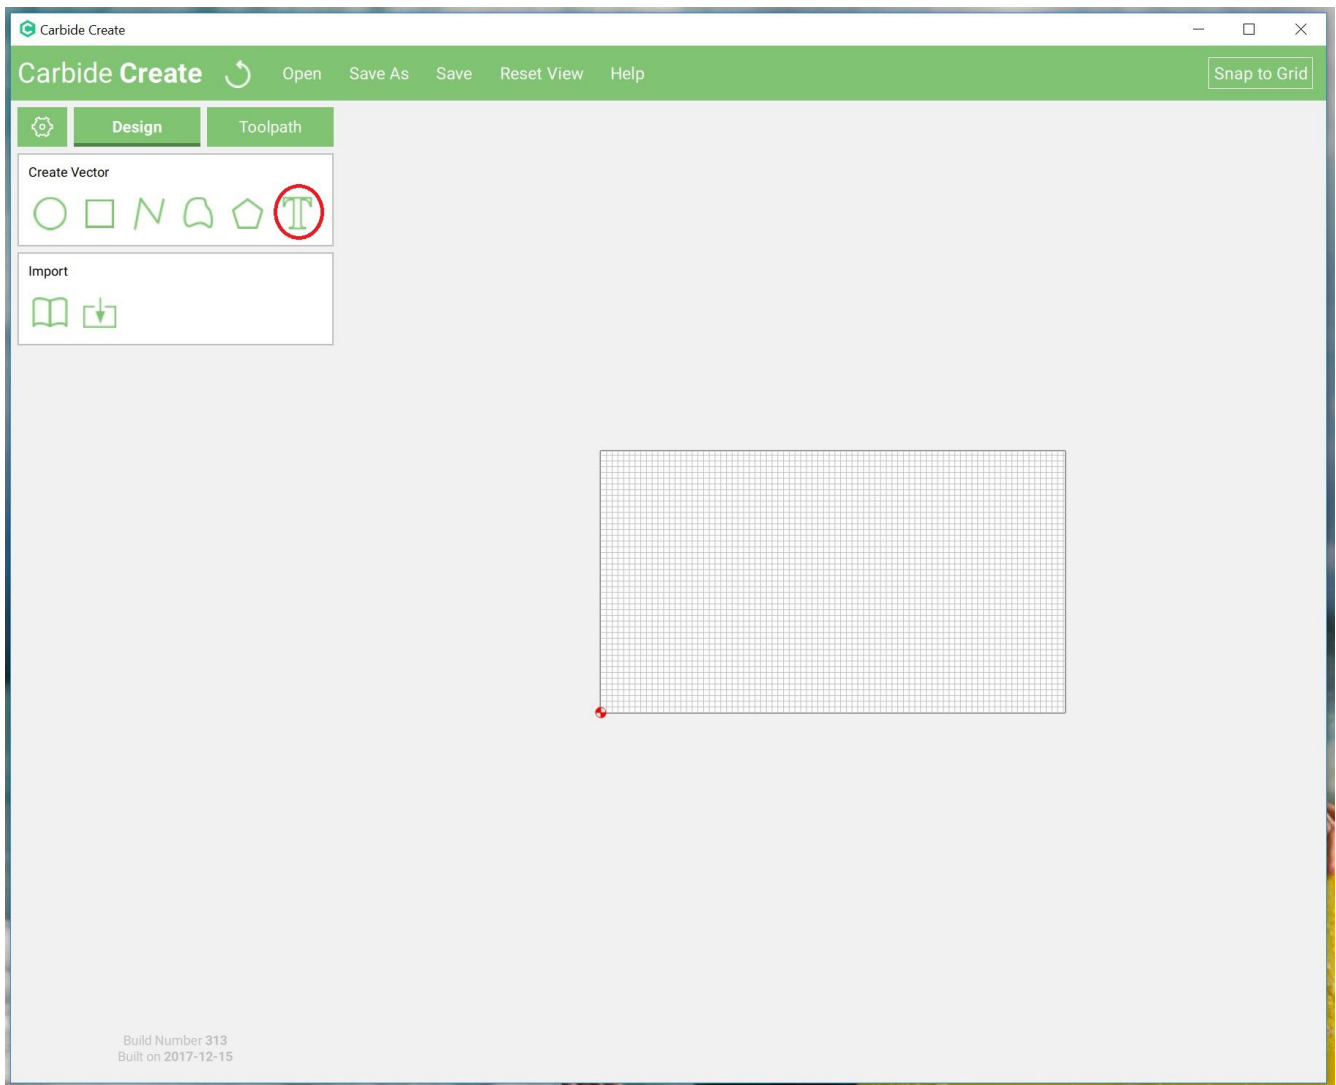 Carbide Create
Carbide Create Open Save As Save Reset View Help Snap to Grid
Design Toolpath
Create Vector
T
Import
Build Number 313
Built on 2017-12-15